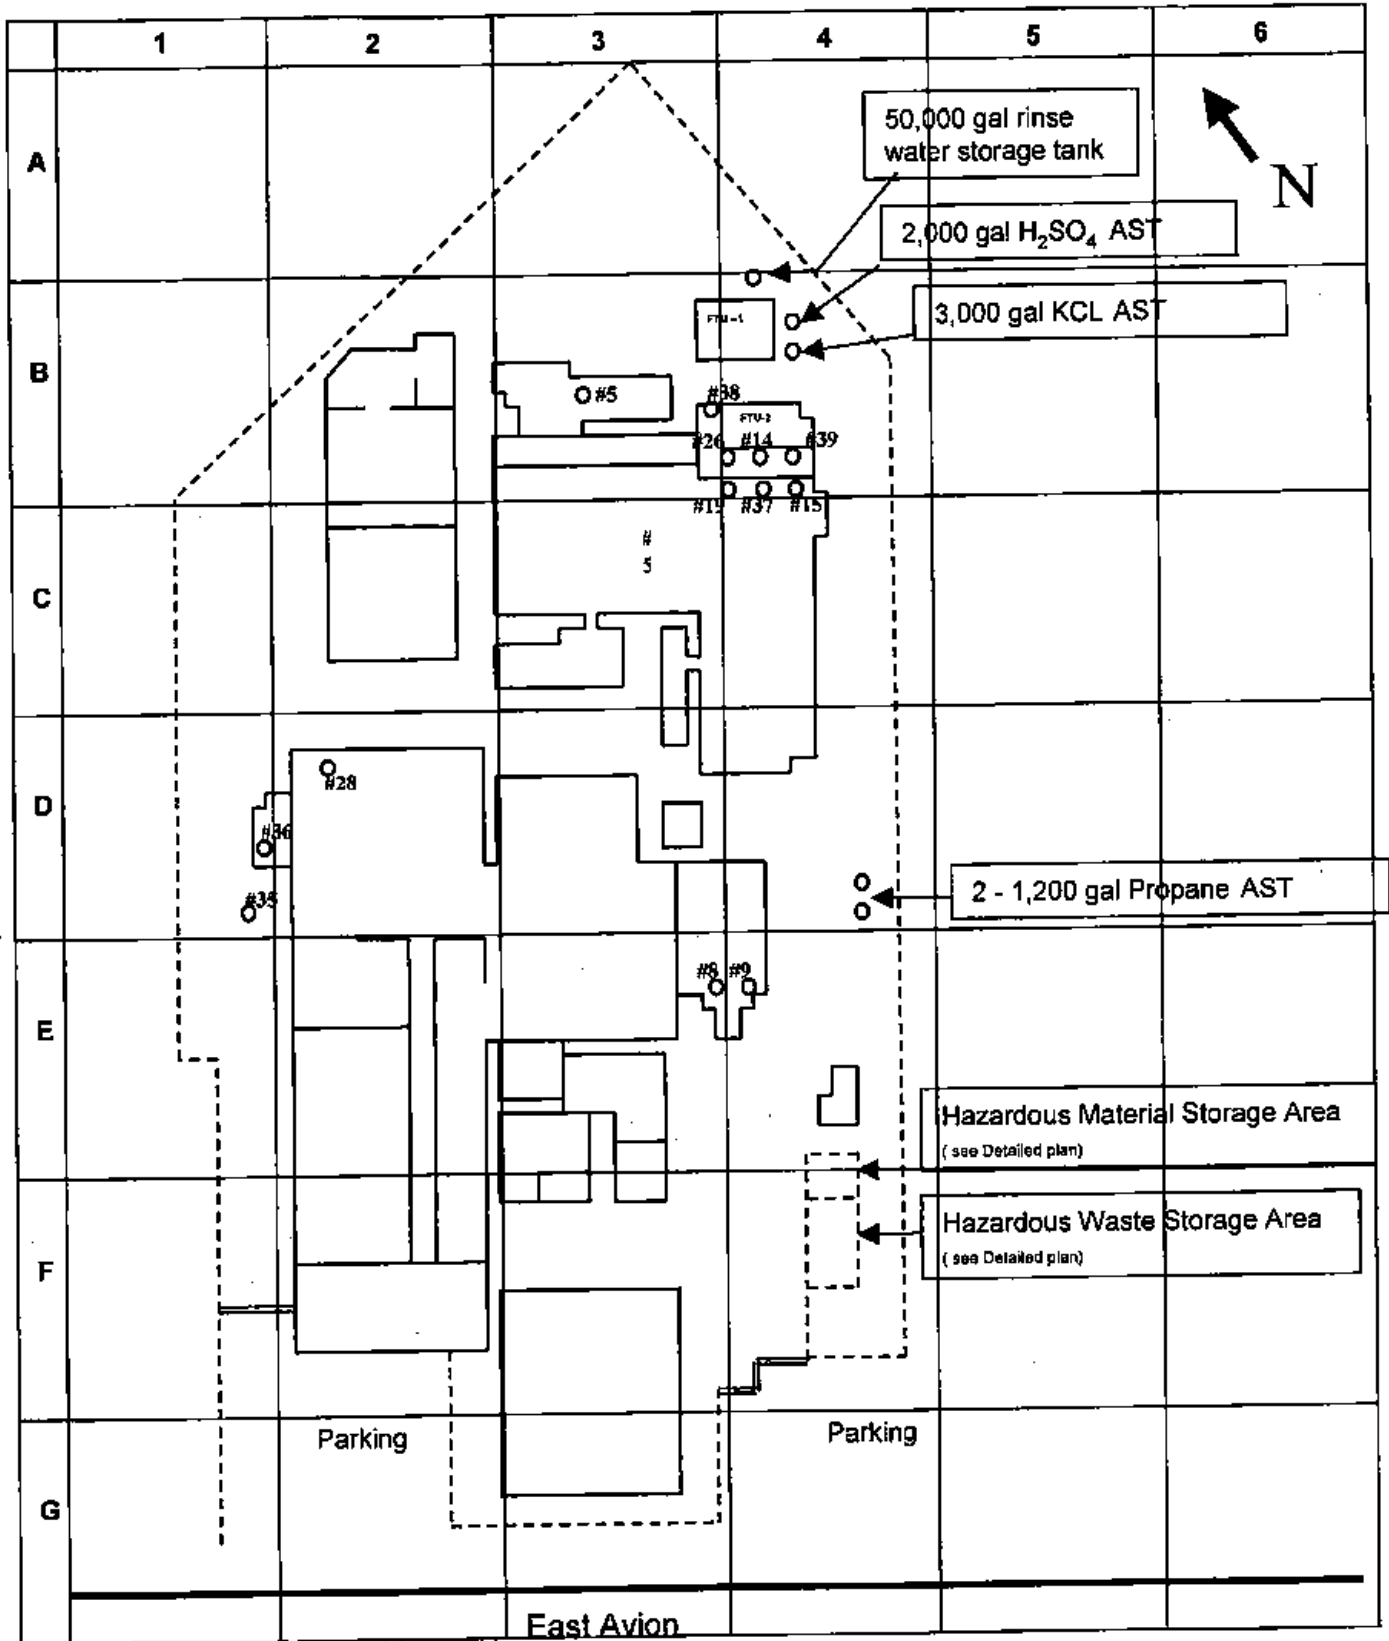 1 2 3 4 5 6
A
50,000 gal rinse
water storage tank
N
2,000 gal H₂SO₄ AST
3,000 gal KCL AST
B
#5
#38
#26 #14 #39
#37 #15
#
5
C
#28
D
#36
#35
2 - 1,200 gal Propane AST
#8 #9
E
Hazardous Material Storage Area
( see Detailed plan)
Hazardous Waste Storage Area
( see Detailed plan)
F
Parking
Parking
G
East Avion